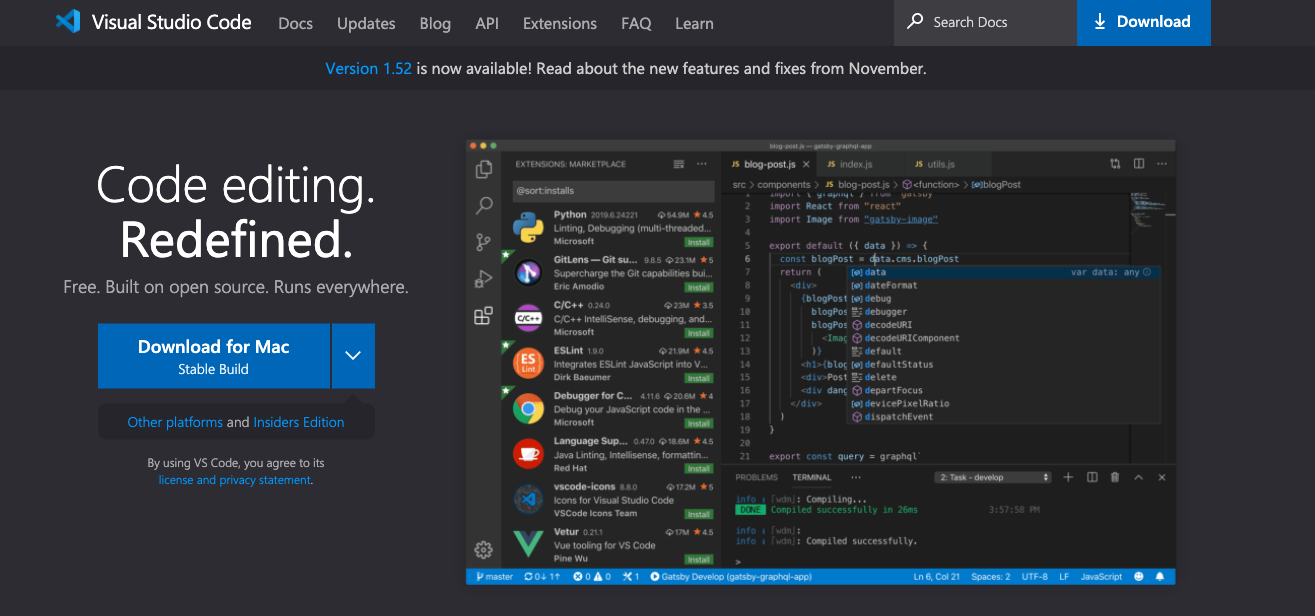 Visual Studio Code Docs Updates Blog API Extensions FAQ Learn Search Docs Download
Version 1.52 is now available! Read about the new features and fixes from November.
Code editing.
Redefined.
Free. Built on open source. Runs everywhere.
Download for Mac
Stable Build
Other platforms and Insiders Edition
By using VS Code, you agree to its
license and privacy statement.
blog-post.js — gatsby-graphql-app
EXTENSIONS: MARKETPLACE
@sort:installs
Python 2019.6.24221 54.9M 4.5
Linting, Debugging (multi-threaded...
Microsoft Install
GitLens — Git su... 9.8.5 23.1M 5
Supercharge the Git capabilities bui...
Eric Amodio Install
C/C++ 0.24.0 23M 3.5
C/C++ IntelliSense, debugging, and...
Microsoft Install
C/C++
ESLint 1.9.0 21.9M 4.5
Integrates ESLint JavaScript into V...
Dirk Baeumer Install
ES
Lint
Debugger for C... 4.11.6 20.6M 4
Debug your JavaScript code in the ...
Microsoft Install
Language Sup... 0.47.0 18.6M 4.5
Java Linting, Intellisense, formattin...
Red Hat Install
vscode-icons 8.8.0 17.2M 5
Icons for Visual Studio Code
VSCode Icons Team Install
Vetur 0.21.1 17M 4.5
Vue tooling for VS Code
Pine Wu Install
JS blog-post.js JS index.js JS utils.js
src > components > JS blog-post.js > <function> > blogPost
1 import { graphql } from "gatsby"
2 import React from "react"
3 import Image from "gatsby-image"
4
5 export default ({ data }) => {
6 const blogPost = data.cms.blogPost
7 return (
8 <div>
9 {blogPos
10 blogPos
11 blogPos
12 <Imag
13 )}
14 <h1>{blog
15 <div>Post
16 <div dang
17 </div>
18 )
19 }
20
21 export const query = graphql`
data var data: any
dateFormat
debug
debugger
decodeURI
decodeURIComponent
default
defaultStatus
delete
departFocus
devicePixelRatio
dispatchEvent
PROBLEMS TERMINAL ... 2: Task - develop
info : [wdm]: Compiling...
DONE Compiled successfully in 26ms 3:57:58 PM
info : [wdm]:
info : [wdm]: Compiled successfully.
>
master 0↓ 1↑ 0 0 1 Gatsby Develop (gatsby-graphql-app) Ln 6, Col 21 Spaces: 2 UTF-8 LF JavaScript